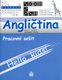 Angličtina
Pracovní sešit
Hello, kids!